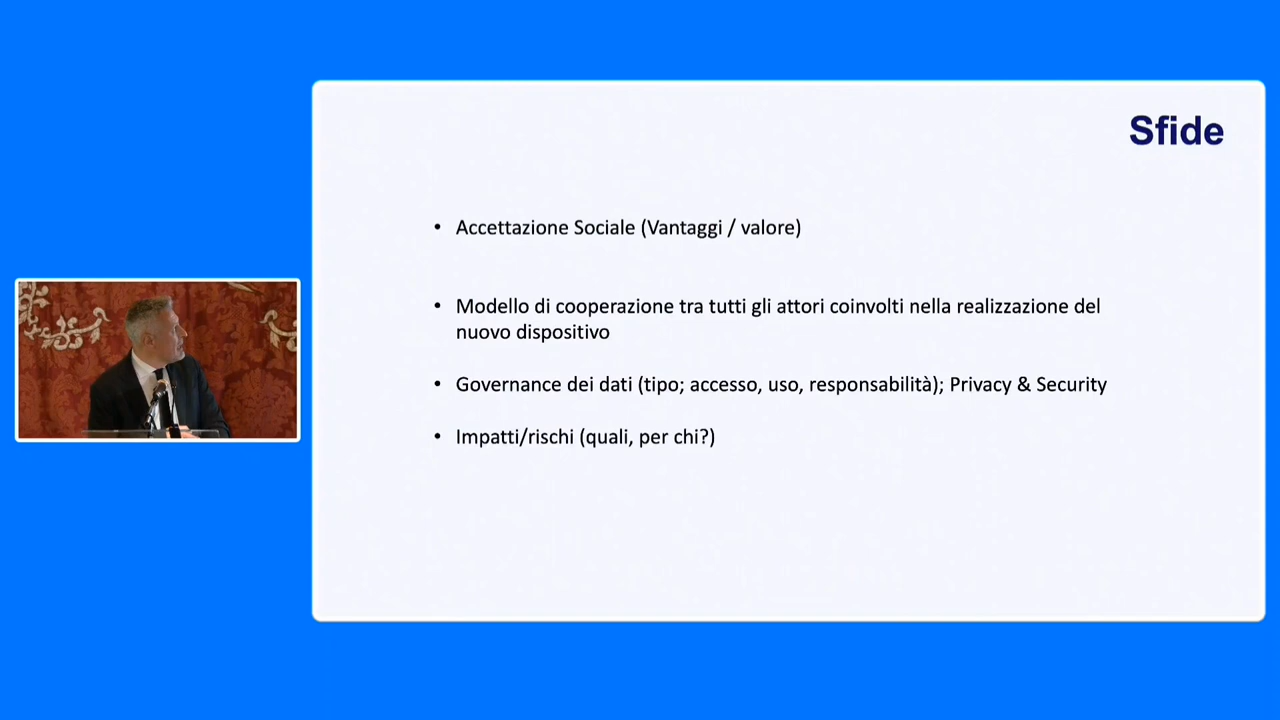 Sfide
• Accettazione Sociale (Vantaggi / valore)
• Modello di cooperazione tra tutti gli attori coinvolti nella realizzazione del
nuovo dispositivo
• Governance dei dati (tipo; accesso, uso, responsabilità); Privacy & Security
• Impatti/rischi (quali, per chi?)